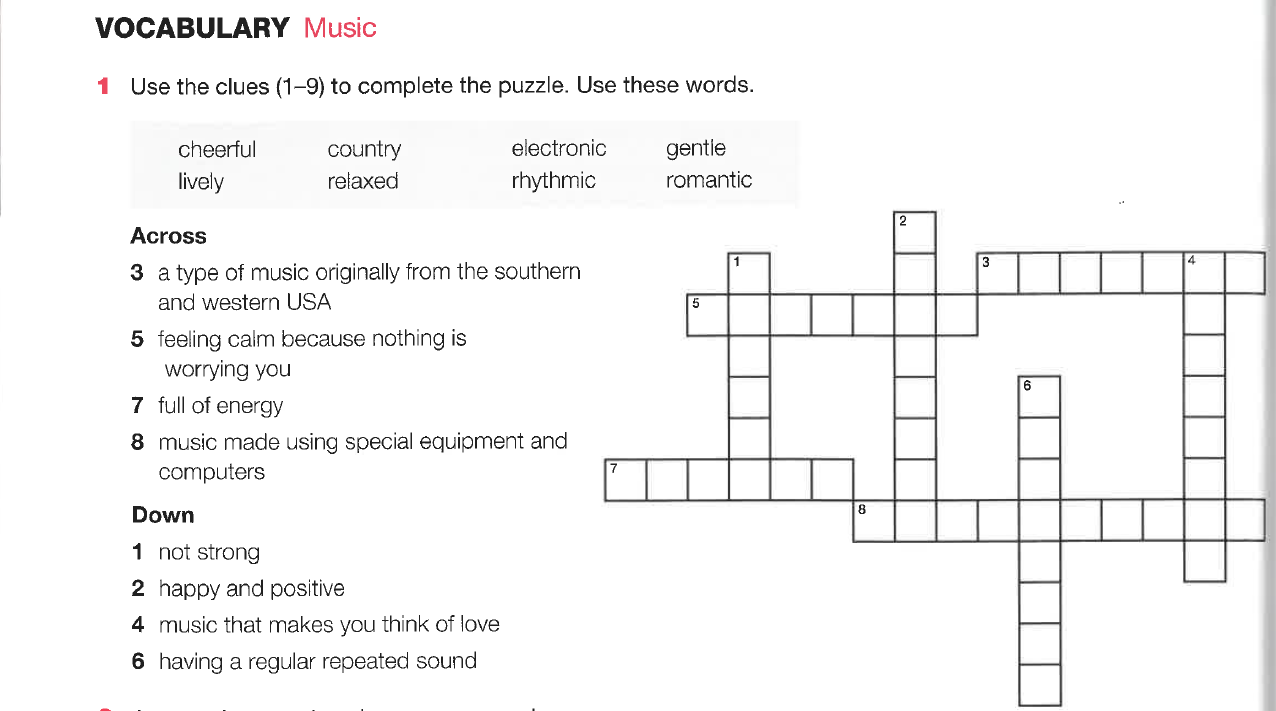 VOCABULARY Music
1 Use the clues (1–9) to complete the puzzle. Use these words.
cheerful country electronic gentle
lively relaxed rhythmic romantic
Across
3 a type of music originally from the southern
and western USA
5 feeling calm because nothing is
worrying you
7 full of energy
8 music made using special equipment and
computers
Down
1 not strong
2 happy and positive
4 music that makes you think of love
6 having a regular repeated sound
2
1
3
4
5
6
7
8